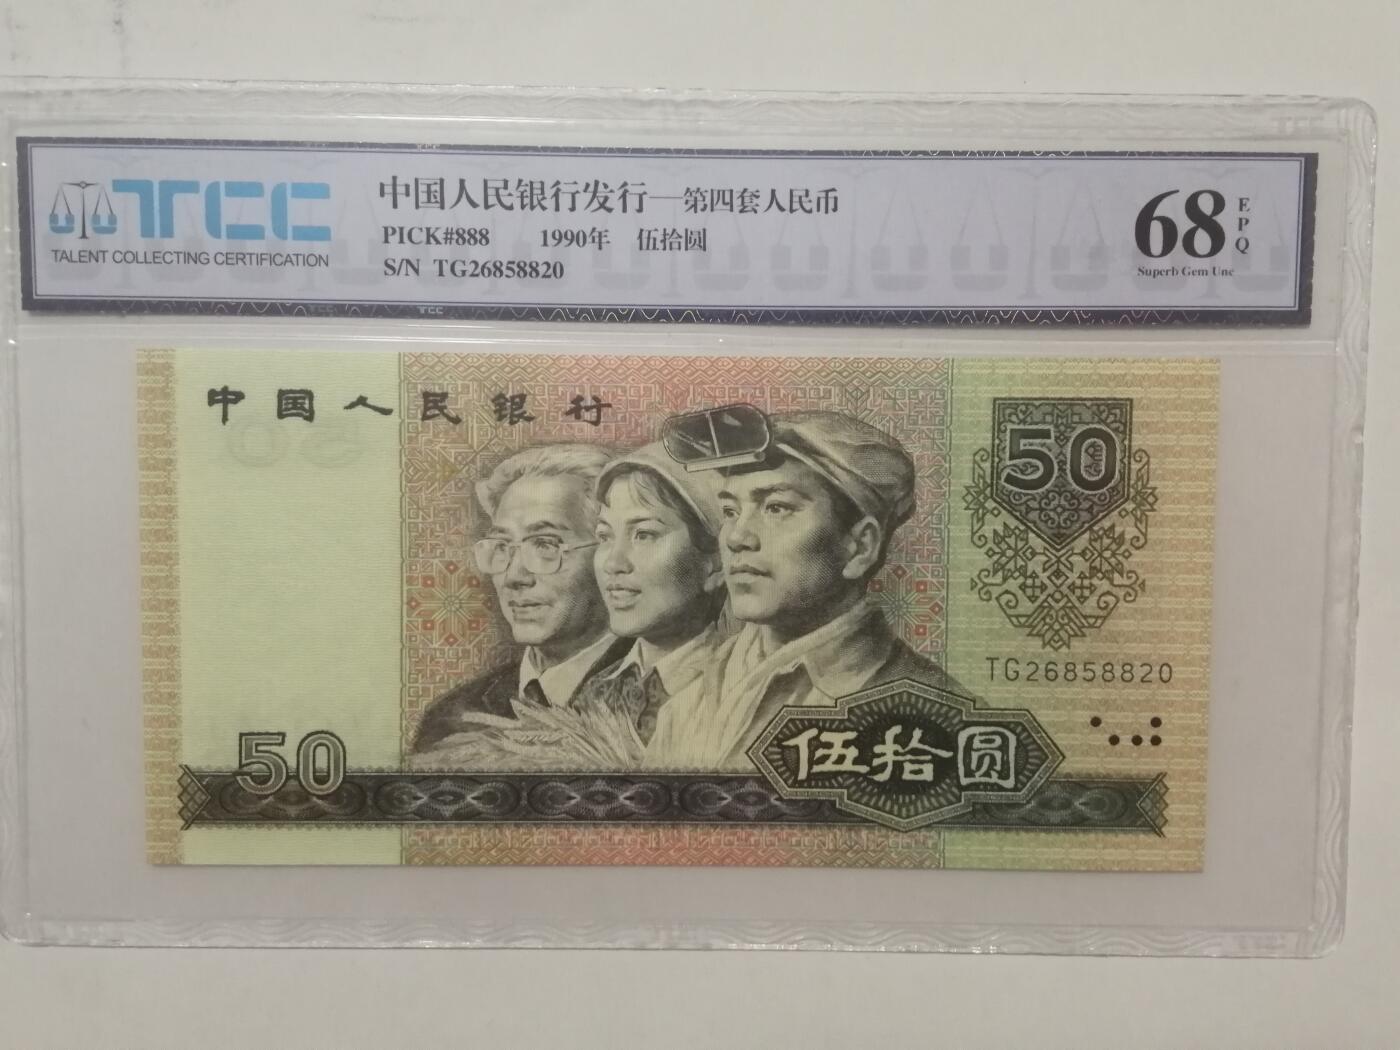 TCC
TALENT COLLECTING CERTIFICATION
中国人民银行发行—第四套人民币
PICK#888 1990年 伍拾圆
S/N TG26858820
68 EPQ
Superb Gem Unc
中国人民银行
50
TG26858820
50
伍拾圆